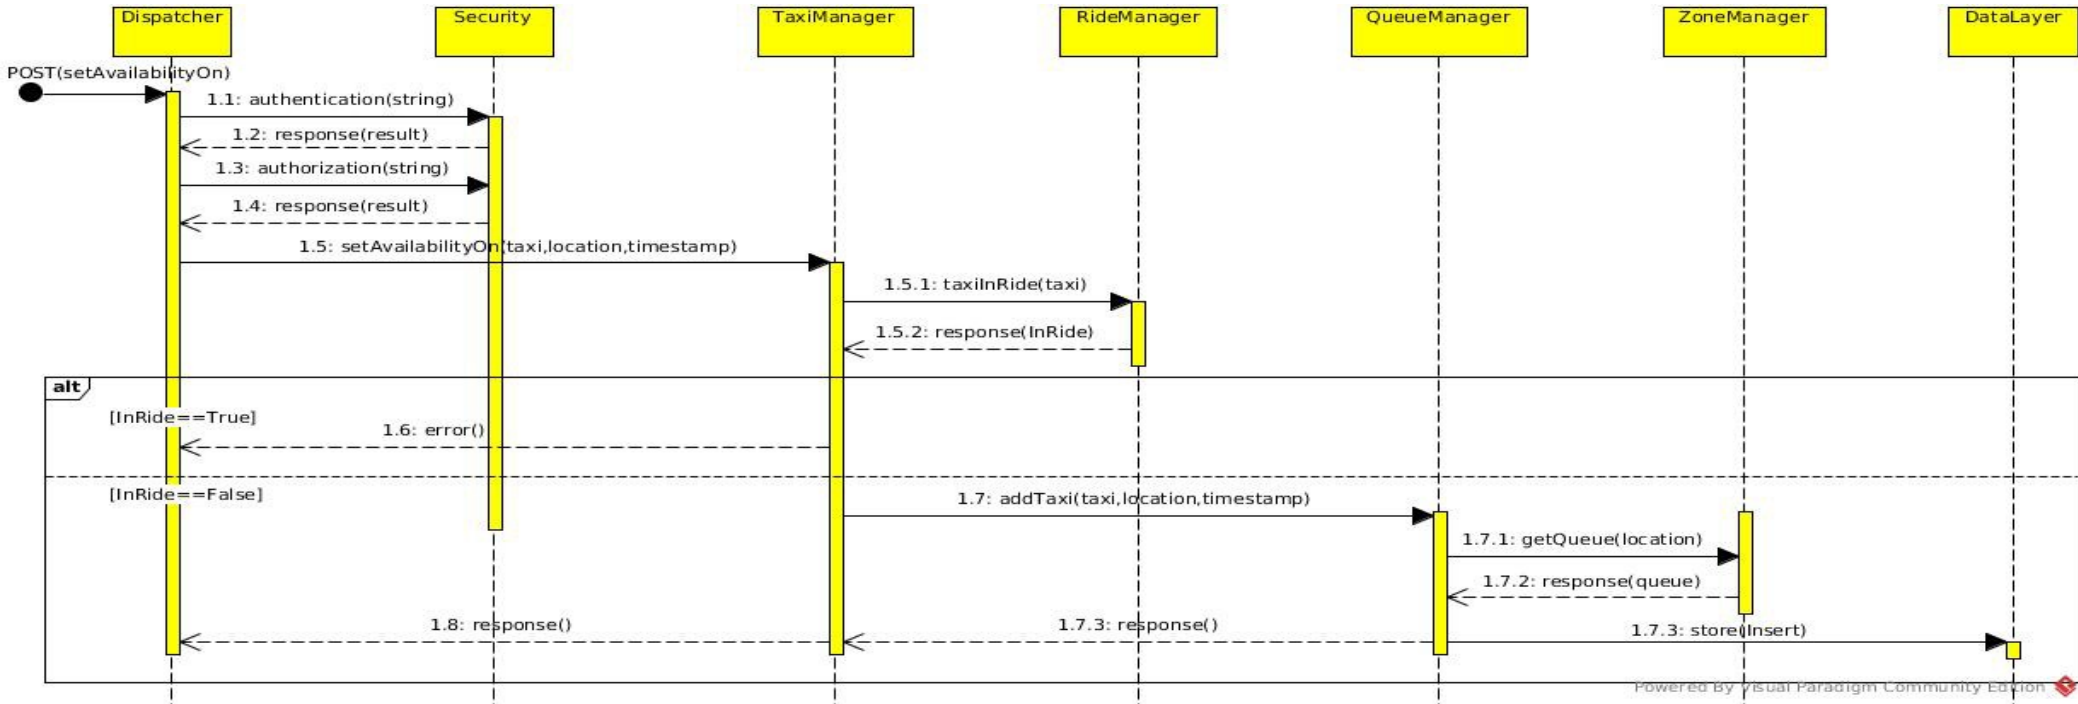 Dispatcher
Security
TaxiManager
RideManager
QueueManager
ZoneManager
DataLayer
POST(setAvailabilityOn)
1.1: authentication(string)
1.2: response(result)
1.3: authorization(string)
1.4: response(result)
1.5: setAvailabilityOn(taxi,location,timestamp)
1.5.1: taxiInRide(taxi)
1.5.2: response(InRide)
alt
[InRide==True]
1.6: error()
[InRide==False]
1.7: addTaxi(taxi,location,timestamp)
1.7.1: getQueue(location)
1.7.2: response(queue)
1.8: response()
1.7.3: response()
1.7.3: store(Insert)
Powered By Visual Paradigm Community Edition